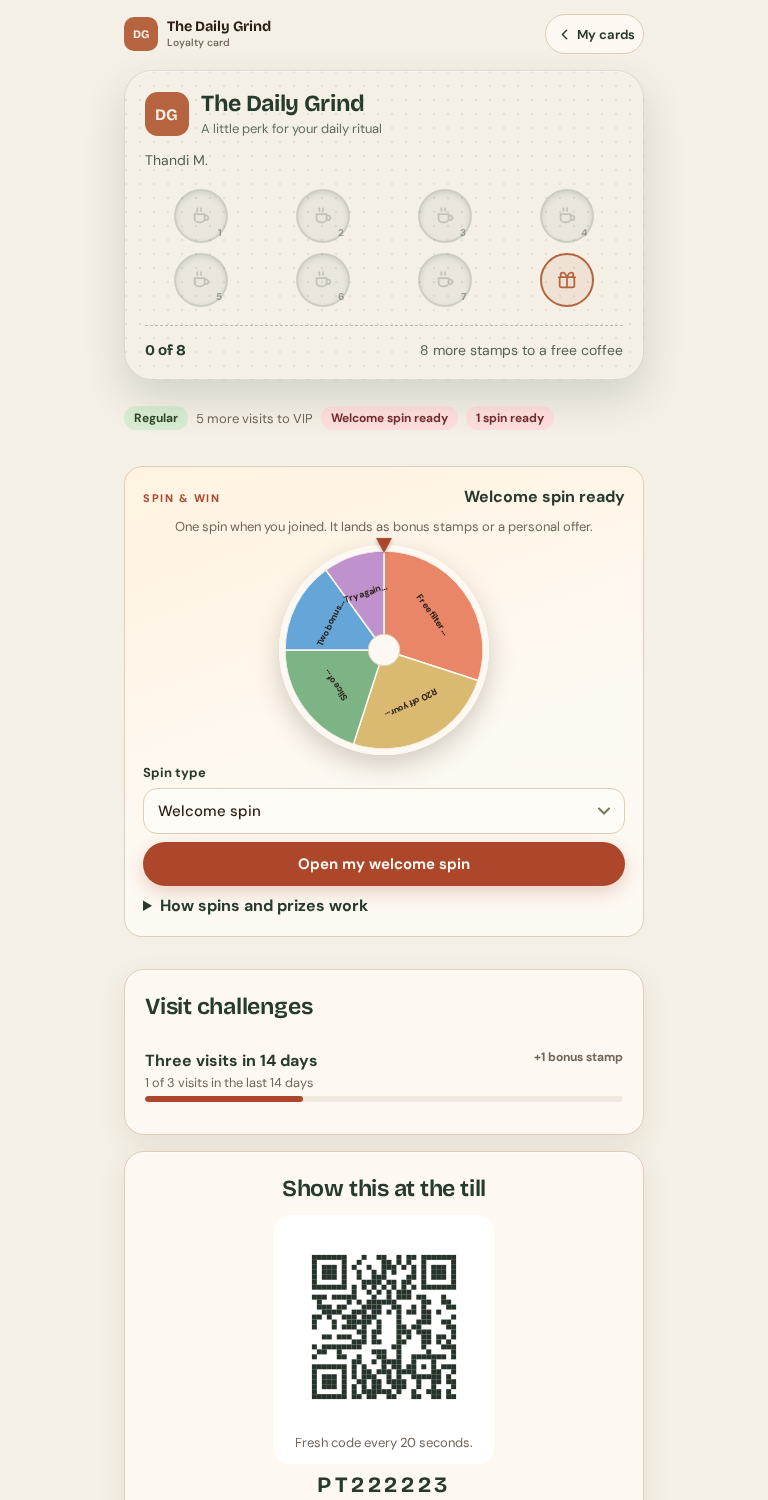 DG
The Daily Grind
Loyalty card
My cards
DG
The Daily Grind
A little perk for your daily ritual
Thandi M.
1
2
3
4
5
6
7
0 of 8
8 more stamps to a free coffee
Regular
5 more visits to VIP
Welcome spin ready
1 spin ready
SPIN & WIN
Welcome spin ready
One spin when you joined. It lands as bonus stamps or a personal offer.
Try again...
Free filter ...
Two bonus...
Slice of...
R20 off your...
Spin type
Welcome spin
Open my welcome spin
How spins and prizes work
Visit challenges
Three visits in 14 days
+1 bonus stamp
1 of 3 visits in the last 14 days
Show this at the till
Fresh code every 20 seconds.
PT222223